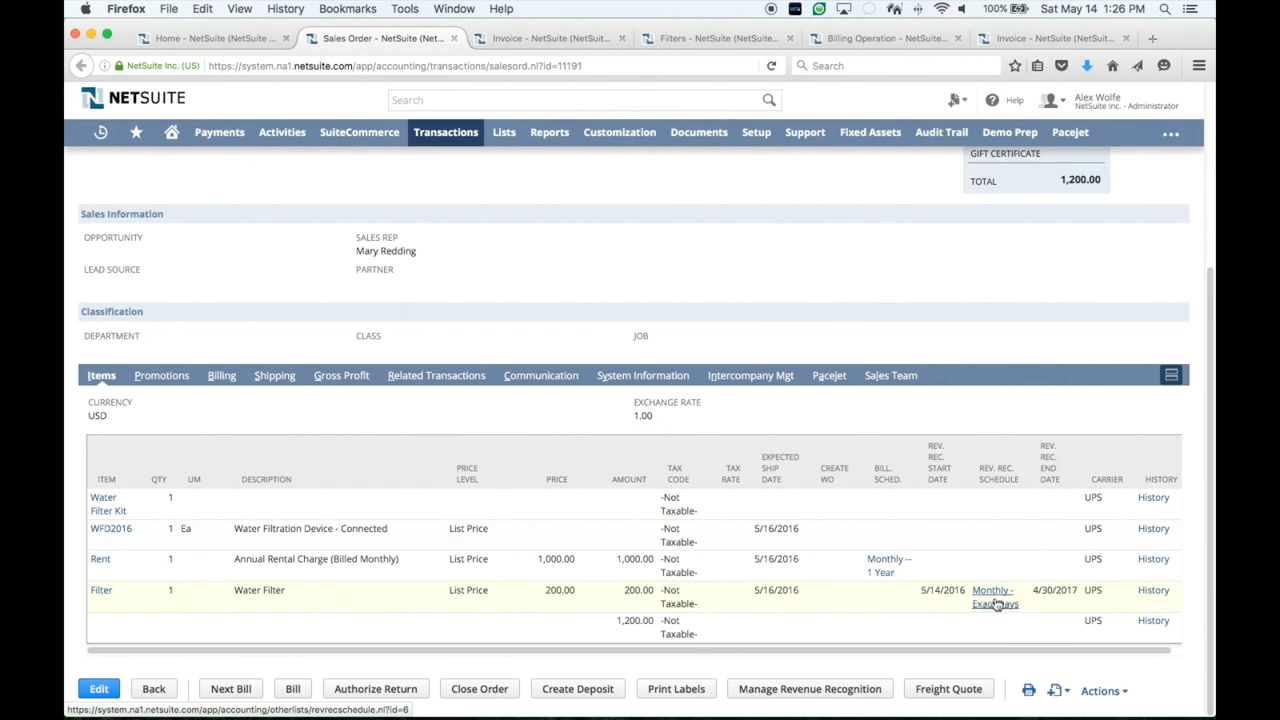 Firefox File Edit View History Bookmarks Tools Window Help 100% Sat May 14 1:26 PM
Home - NetSuite (NetSuite ... × Sales Order - NetSuite (Net... × Invoice - NetSuite (NetSuit... × Filters - NetSuite (NetSuite... × Billing Operation - NetSuite... × Invoice - NetSuite (NetSuit... × +
NetSuite Inc. (US) https://system.na1.netsuite.com/app/accounting/transactions/salesord.nl?id=11191 Search
NETSUITE Search Help Alex Wolfe
NetSuite Inc. - Administrator
Payments Activities SuiteCommerce Transactions Lists Reports Customization Documents Setup Support Fixed Assets Audit Trail Demo Prep Pacejet ...
GIFT CERTIFICATE
TOTAL 1,200.00
Sales Information
OPPORTUNITY SALES REP
Mary Redding
LEAD SOURCE PARTNER
Classification
DEPARTMENT CLASS JOB
Items Promotions Billing Shipping Gross Profit Related Transactions Communication System Information Intercompany Mgt Pacejet Sales Team
CURRENCY EXCHANGE RATE
USD 1.00
ITEM QTY UM DESCRIPTION PRICE LEVEL PRICE AMOUNT TAX CODE TAX RATE EXPECTED SHIP DATE CREATE WO BILL. SCHED. REV. REC. START DATE REV. REC. SCHEDULE REV. REC. END DATE CARRIER HISTORY
Water Filter Kit 1 -Not Taxable- UPS History
WFD2016 1 Ea Water Filtration Device - Connected List Price -Not Taxable- 5/16/2016 UPS History
Rent 1 Annual Rental Charge (Billed Monthly) List Price 1,000.00 1,000.00 -Not Taxable- 5/16/2016 Monthly -- 1 Year UPS History
Filter 1 Water Filter List Price 200.00 200.00 -Not Taxable- 5/16/2016 5/14/2016 Monthly - Exact Days 4/30/2017 UPS History
1,200.00 -Not Taxable- UPS History
Edit Back Next Bill Bill Authorize Return Close Order Create Deposit Print Labels Manage Revenue Recognition Freight Quote Actions
https://system.na1.netsuite.com/app/accounting/otherlists/revrecschedule.nl?id=6